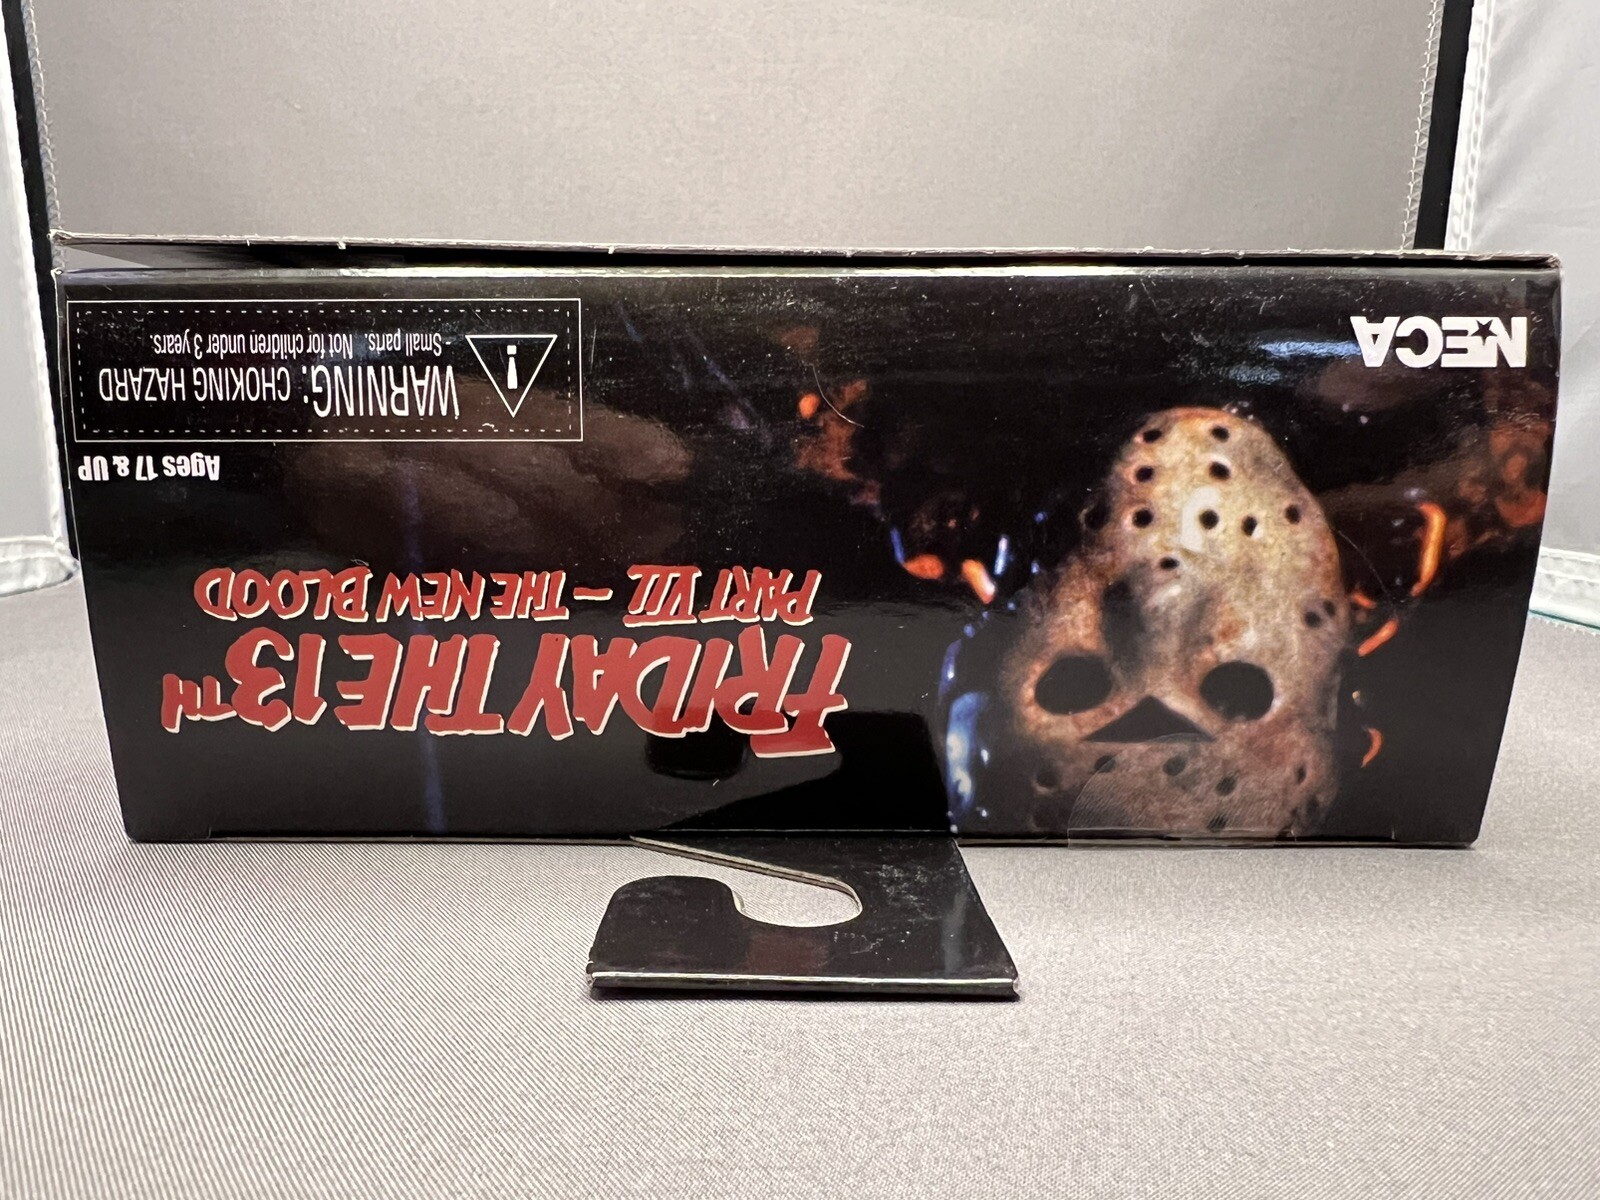 NECA
FRIDAY THE 13TH
PART VII – THE NEW BLOOD
Ages 17 & UP
WARNING: CHOKING HAZARD
- Small parts. Not for children under 3 years.